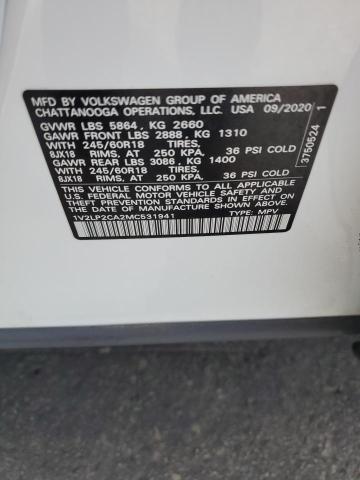 MFD BY VOLKSWAGEN GROUP OF AMERICA
CHATTANOOGA OPERATIONS, LLC. USA 09/2020
GVWR LBS 5864, KG 2660
GAWR FRONT LBS 2888, KG 1310
WITH 245/60R18 TIRES,
8JX18 RIMS, AT 250 KPA. 36 PSI COLD
GAWR REAR LBS 3086, KG 1400
WITH 245/60R18 TIRES,
8JX18 RIMS, AT 250 KPA. 36 PSI COLD
THIS VEHICLE CONFORMS TO ALL APPLICABLE
U.S. FEDERAL MOTOR VEHICLE SAFETY
STANDARDS IN EFFECT ON THE DATE OF
MANUFACTURE SHOWN ABOVE.
1V2LP2CA2MC531941 TYPE: MPV
3750524 1